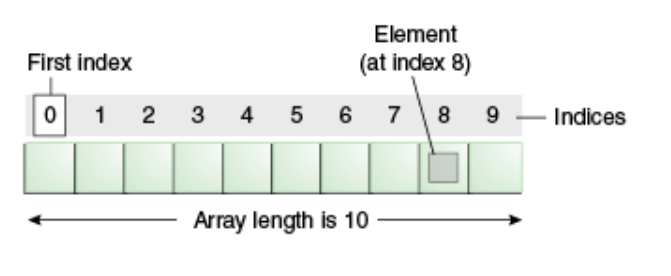 Element
First index
(at index 8)
0 1 2 3 4 5 6 7 8 9
Indices
Array length is 10